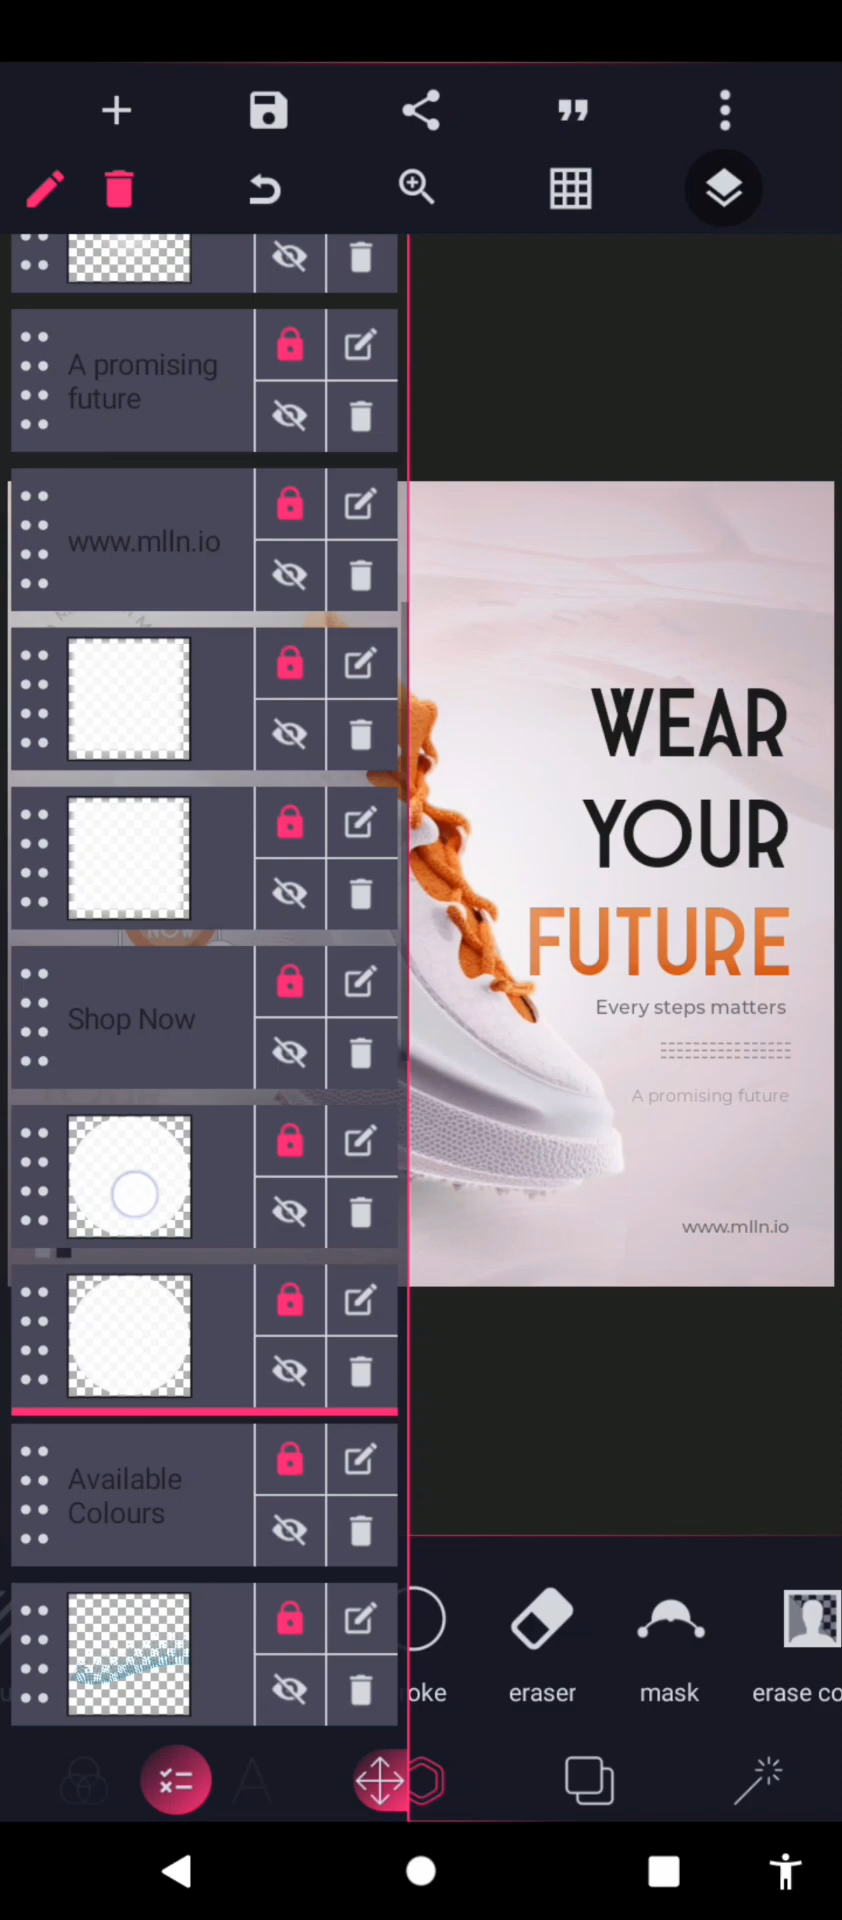 A promising
future
www.mlln.io
NOW
Shop Now
Available
Colours
WEAR
YOUR
FUTURE
Every steps matters
A promising future
www.mlln.io
oke
eraser
mask
erase co